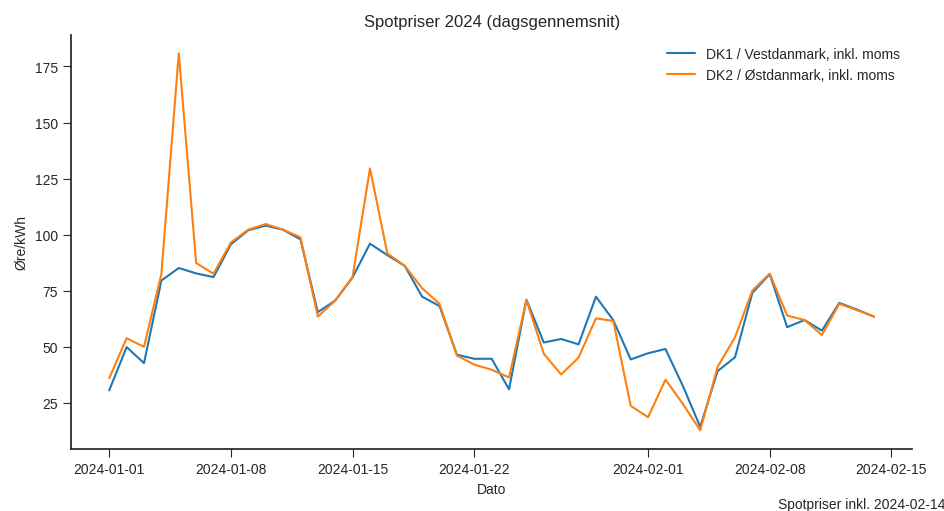 Spotpriser 2024 (dagsgennemsnit)
DK1 / Vestdanmark, inkl. moms
DK2 / Østdanmark, inkl. moms
Øre/kWh
175
150
125
100
75
50
25
2024-01-01
2024-01-08
2024-01-15
2024-01-22
2024-02-01
2024-02-08
2024-02-15
Dato
Spotpriser inkl. 2024-02-14